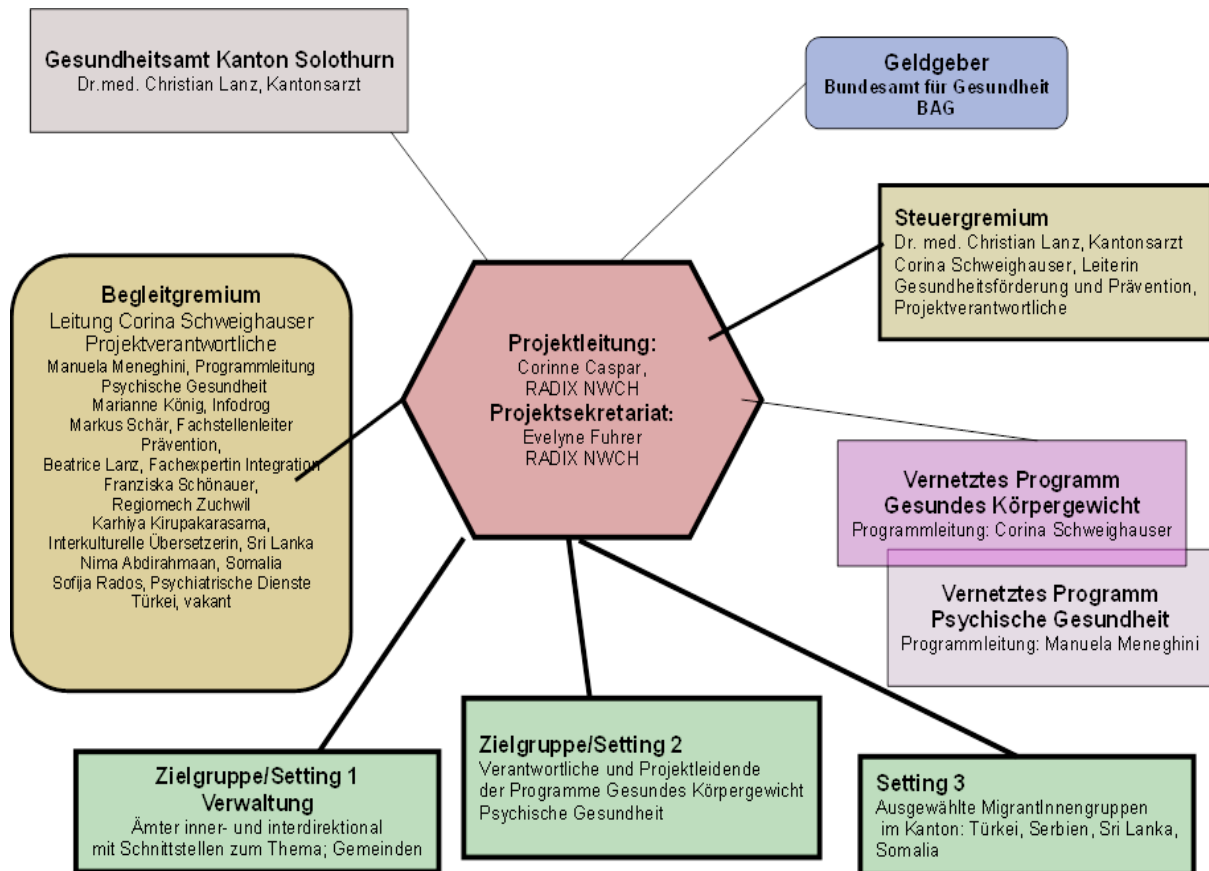 Gesundheitsamt Kanton Solothurn
Dr.med. Christian Lanz, Kantonsarzt
Geldgeber
Bundesamt für Gesundheit
BAG
Steuergremium
Dr. med. Christian Lanz, Kantonsarzt
Corina Schweighauser, Leiterin
Gesundheitsförderung und Prävention,
Projektverantwortliche
Begleitgremium
Leitung Corina Schweighauser
Projektverantwortliche
Manuela Meneghini, Programmleitung
Psychische Gesundheit
Marianne König, Infodrog
Markus Schär, Fachstellenleiter
Prävention,
Beatrice Lanz, Fachexpertin Integration
Franziska Schönauer,
Regiomech Zuchwil
Karhiya Kirupakarasama,
Interkulturelle Übersetzerin, Sri Lanka
Nima Abdirahmaan, Somalia
Sofija Rados, Psychiatrische Dienste
Türkei, vakant
Projektleitung:
Corinne Caspar,
RADIX NWCH
Projektsekretariat:
Evelyne Fuhrer
RADIX NWCH
Vernetztes Programm
Gesundes Körpergewicht
Programmleitung: Corina Schweighauser
Vernetztes Programm
Psychische Gesundheit
Programmleitung: Manuela Meneghini
Zielgruppe/Setting 1
Verwaltung
Ämter inner- und interdirektional
mit Schnittstellen zum Thema; Gemeinden
Zielgruppe/Setting 2
Verantwortliche und Projektleidende
der Programme Gesundes Körpergewicht
Psychische Gesundheit
Setting 3
Ausgewählte MigrantInnengruppen
im Kanton: Türkei, Serbien, Sri Lanka,
Somalia